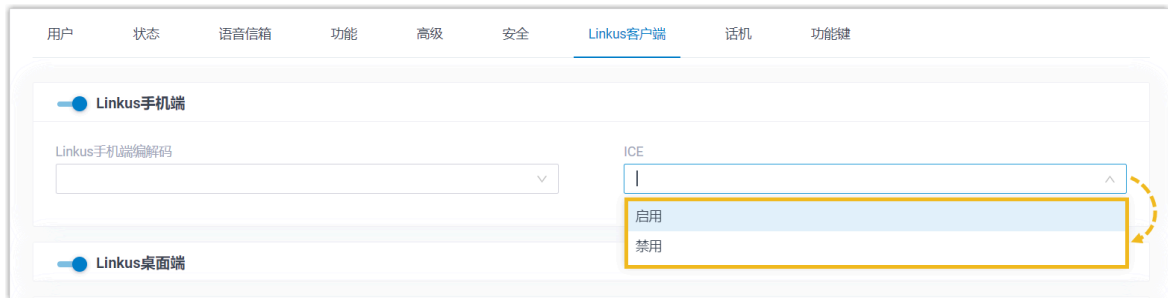 用户 状态 语音信箱 功能 高级 安全 Linkus客户端 话机 功能键
Linkus手机端
Linkus手机端编解码 ICE
启用
禁用
Linkus桌面端